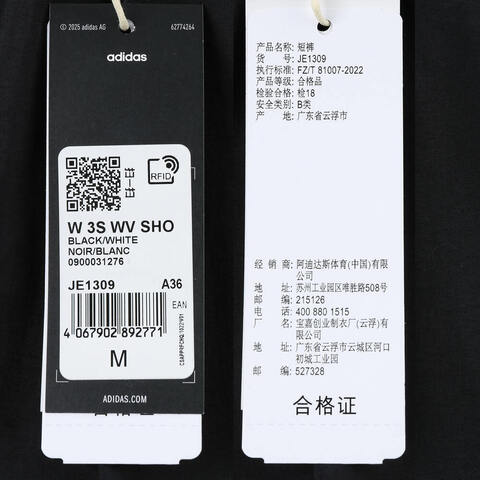 © 2025 adidas AG
62774264
adidas
RFID
W 3S WV SHO
BLACK/WHITE
NOIR/BLANC
0900031276
JE1309 A36
EAN
4 067902 892771
M
ADIDAS.COM
产品名称: 短裤
货 号: JE1309
执行标准: FZ/T 81007-2022
产品等级: 合格品
检验合格: 检18
安全类别: B类
产 地: 广东省云浮市
经 销 商: 阿迪达斯体育(中国)有限
公司
地 址: 苏州工业园区唯胜路508号
邮 编: 215126
电 话: 400 880 1515
厂 名: 宝嘉创业制衣厂(云浮)有
限公司
地 址: 广东省云浮市云城区河口
初城工业园
邮 编: 527328
合格证